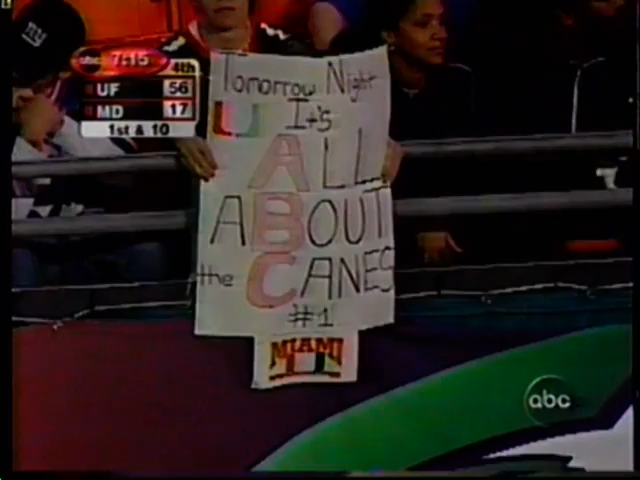 NY
abc 7:15 4th
UF 56
MD 17
1st & 10
Tomorrow Night
U It's
ALL
ABOUT
the CANES
#1
MIAMI
U
abc